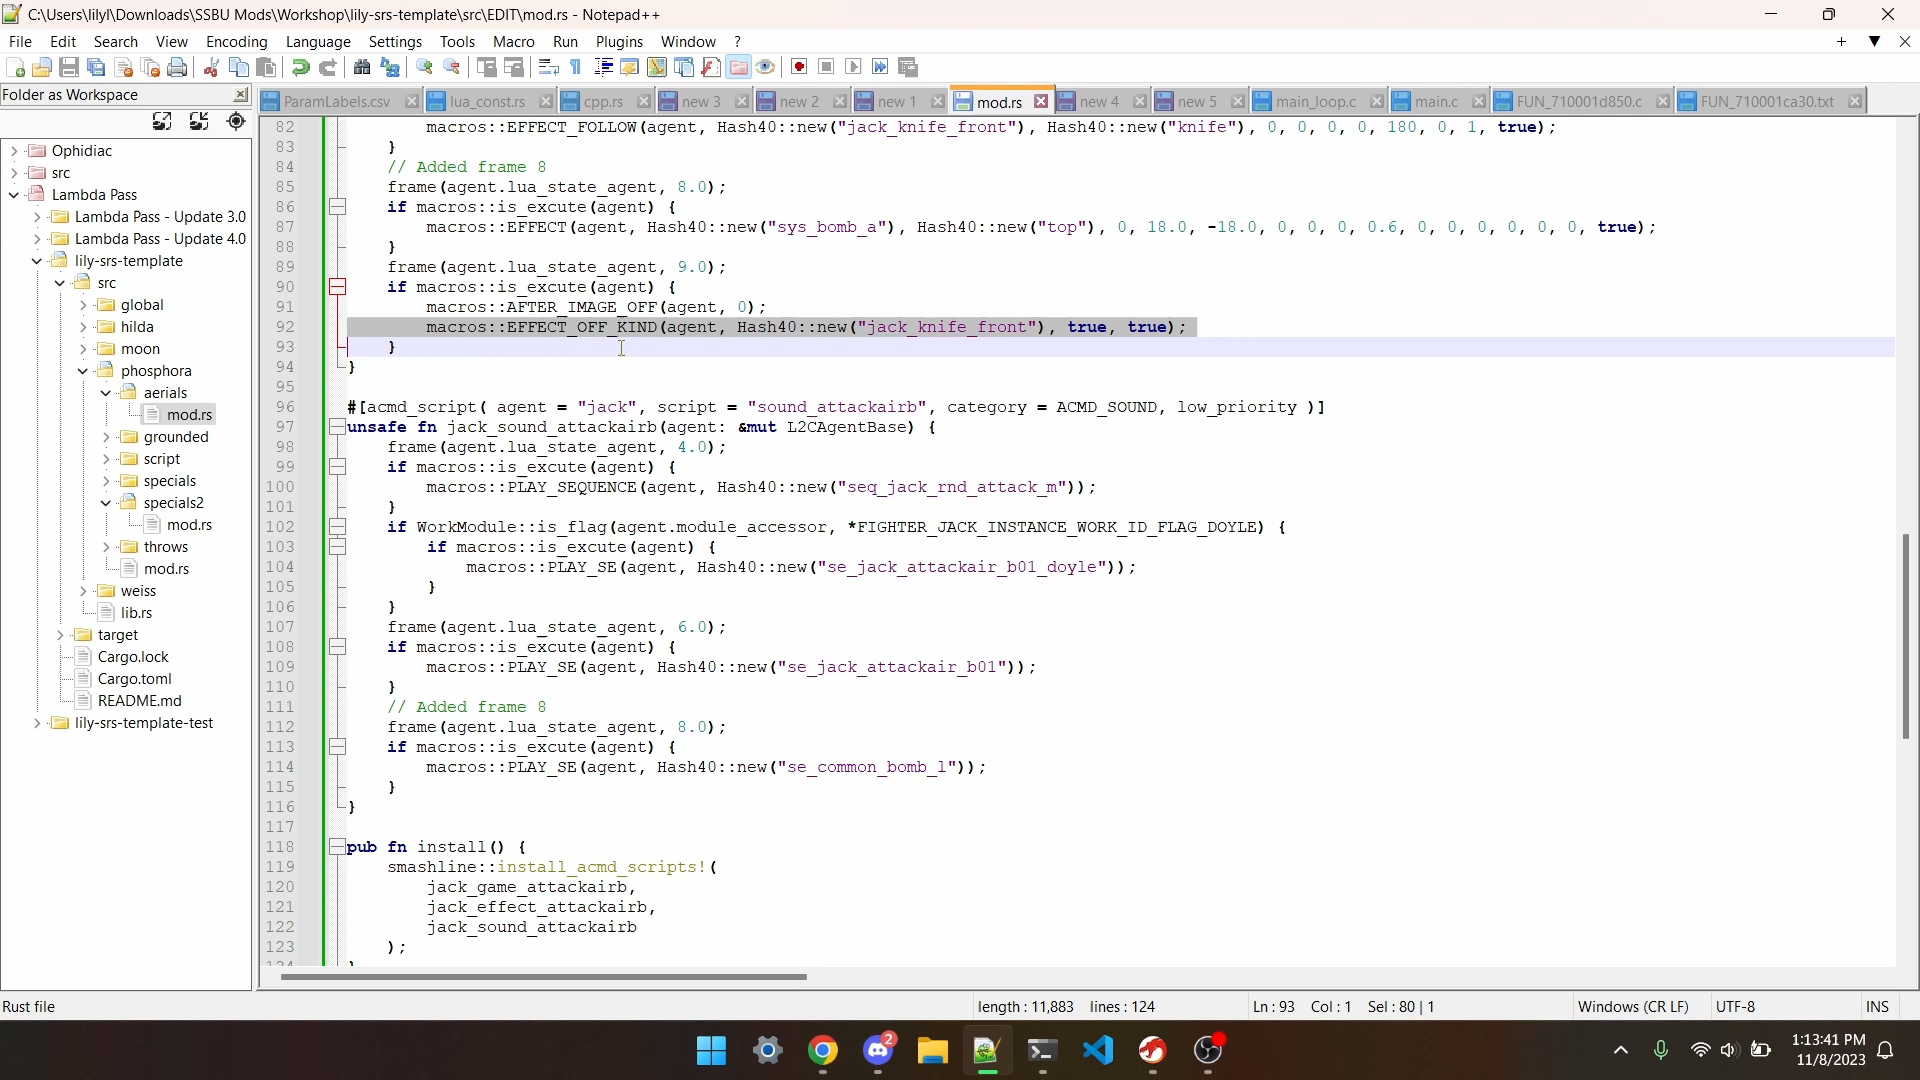 C:\Users\lilyl\Downloads\SSBU Mods\Workshop\lily-srs-template\src\EDIT\mod.rs - Notepad++
File Edit Search View Encoding Language Settings Tools Macro Run Plugins Window ?
Folder as Workspace
ParamLabels.csv lua_const.rs cpp.rs new 3 new 2 new 1 mod.rs new 4 new 5 main_loop.c main.c FUN_710001d850.c FUN_710001ca30.txt
Ophidiac
src
Lambda Pass
Lambda Pass - Update 3.0
Lambda Pass - Update 4.0
lily-srs-template
src
global
hilda
moon
phosphora
aerials
mod.rs
grounded
script
specials
specials2
mod.rs
throws
mod.rs
weiss
lib.rs
target
Cargo.lock
Cargo.toml
README.md
lily-srs-template-test
82 macros::EFFECT_FOLLOW(agent, Hash40::new("jack_knife_front"), Hash40::new("knife"), 0, 0, 0, 0, 180, 0, 1, true);
83 }
84 // Added frame 8
85 frame(agent.lua_state_agent, 8.0);
86 if macros::is_excute(agent) {
87 macros::EFFECT(agent, Hash40::new("sys_bomb_a"), Hash40::new("top"), 0, 18.0, -18.0, 0, 0, 0, 0.6, 0, 0, 0, 0, 0, 0, true);
88 }
89 frame(agent.lua_state_agent, 9.0);
90 if macros::is_excute(agent) {
91 macros::AFTER_IMAGE_OFF(agent, 0);
92 macros::EFFECT_OFF_KIND(agent, Hash40::new("jack_knife_front"), true, true);
93 }
94 }
95
96 #[acmd_script( agent = "jack", script = "sound_attackairb", category = ACMD_SOUND, low_priority )]
97 unsafe fn jack_sound_attackairb(agent: &mut L2CAgentBase) {
98 frame(agent.lua_state_agent, 4.0);
99 if macros::is_excute(agent) {
100 macros::PLAY_SEQUENCE(agent, Hash40::new("seq_jack_rnd_attack_m"));
101 }
102 if WorkModule::is_flag(agent.module_accessor, *FIGHTER_JACK_INSTANCE_WORK_ID_FLAG_DOYLE) {
103 if macros::is_excute(agent) {
104 macros::PLAY_SE(agent, Hash40::new("se_jack_attackair_b01_doyle"));
105 }
106 }
107 frame(agent.lua_state_agent, 6.0);
108 if macros::is_excute(agent) {
109 macros::PLAY_SE(agent, Hash40::new("se_jack_attackair_b01"));
110 }
111 // Added frame 8
112 frame(agent.lua_state_agent, 8.0);
113 if macros::is_excute(agent) {
114 macros::PLAY_SE(agent, Hash40::new("se_common_bomb_l"));
115 }
116 }
117
118 pub fn install() {
119 smashline::install_acmd_scripts!(
120 jack_game_attackairb,
121 jack_effect_attackairb,
122 jack_sound_attackairb
123 );
124 }
Rust file length : 11,883 lines : 124 Ln : 93 Col : 1 Sel : 80 | 1 Windows (CR LF) UTF-8 INS
2
1:13:41 PM
11/8/2023